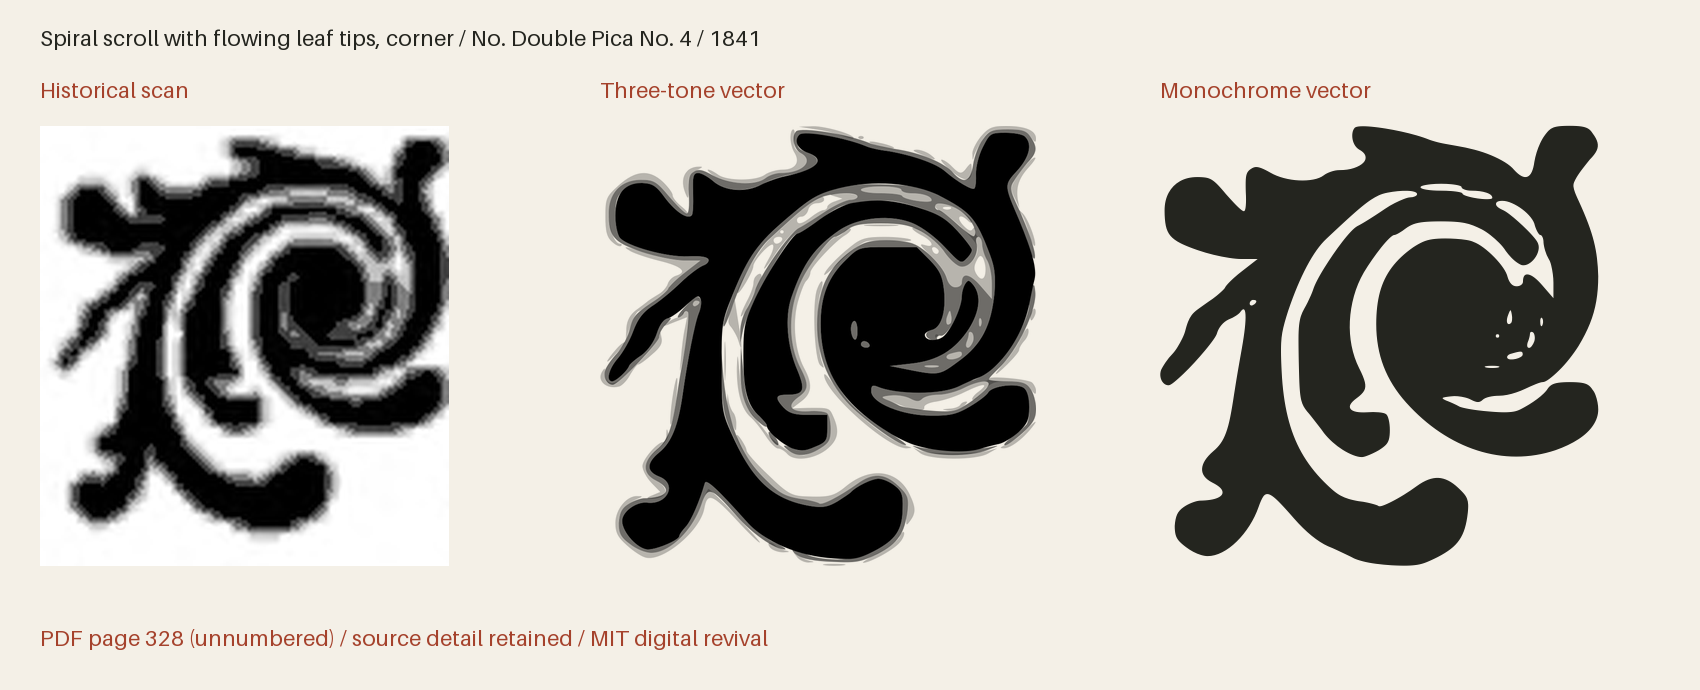 Spiral scroll with flowing leaf tips, corner / No. Double Pica No. 4 / 1841
Historical scan
Three-tone vector
Monochrome vector
PDF page 328 (unnumbered) / source detail retained / MIT digital revival